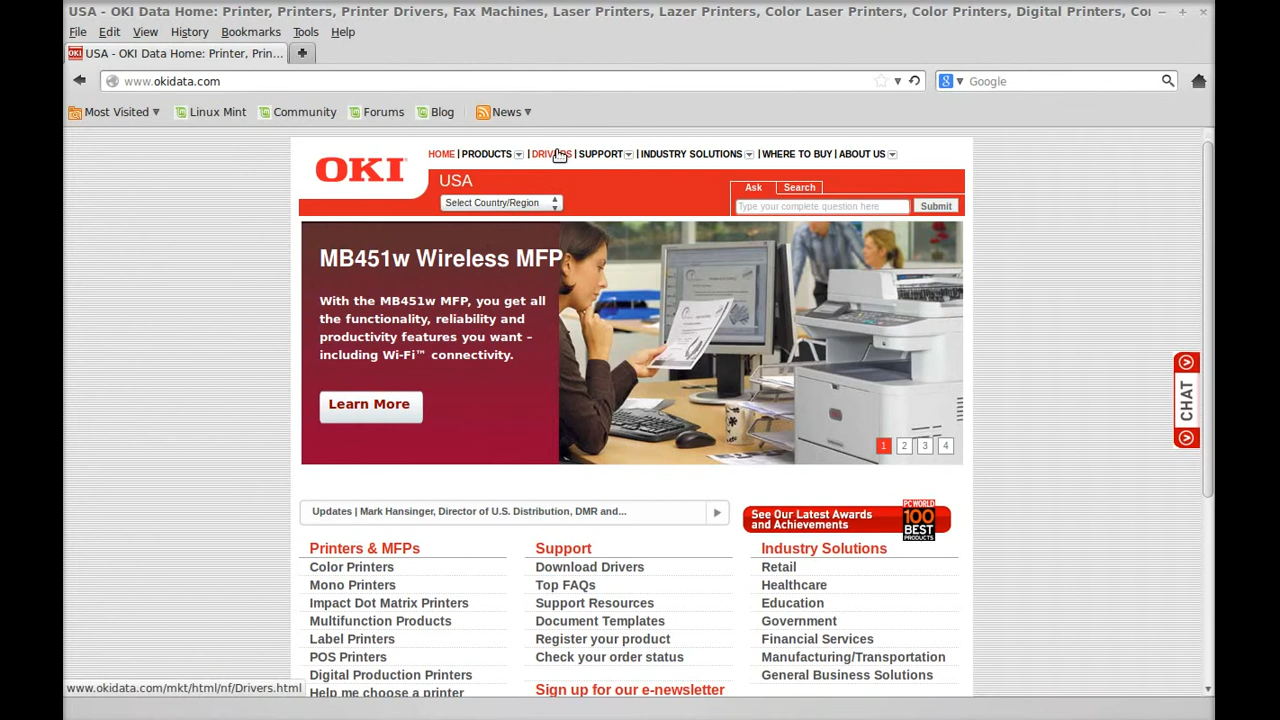 USA - OKI Data Home: Printer, Printers, Printer Drivers, Fax Machines, Laser Printers, Lazer Printers, Color Laser Printers, Color Printers, Digital Printers, Co
File Edit View History Bookmarks Tools Help
OKI USA - OKI Data Home: Printer, Prin...
www.okidata.com
Google
Most Visited Linux Mint Community Forums Blog News
HOME | PRODUCTS | DRIVERS SUPPORT | INDUSTRY SOLUTIONS | WHERE TO BUY | ABOUT US
OKI
USA
Ask Search
Select Country/Region
Type your complete question here Submit
MB451w Wireless MFP
With the MB451w MFP, you get all
the functionality, reliability and
productivity features you want –
including Wi-Fi™ connectivity.
Learn More
1 2 3 4
CHAT
Updates | Mark Hansinger, Director of U.S. Distribution, DMR and...
See Our Latest Awards
and Achievements
PC WORLD
100
BEST
PRODUCTS
Printers & MFPs
Color Printers
Mono Printers
Impact Dot Matrix Printers
Multifunction Products
Label Printers
POS Printers
Digital Production Printers
Help me choose a printer
Support
Download Drivers
Top FAQs
Support Resources
Document Templates
Register your product
Check your order status
Sign up for our e-newsletter
Industry Solutions
Retail
Healthcare
Education
Government
Financial Services
Manufacturing/Transportation
General Business Solutions
www.okidata.com/mkt/html/nf/Drivers.html